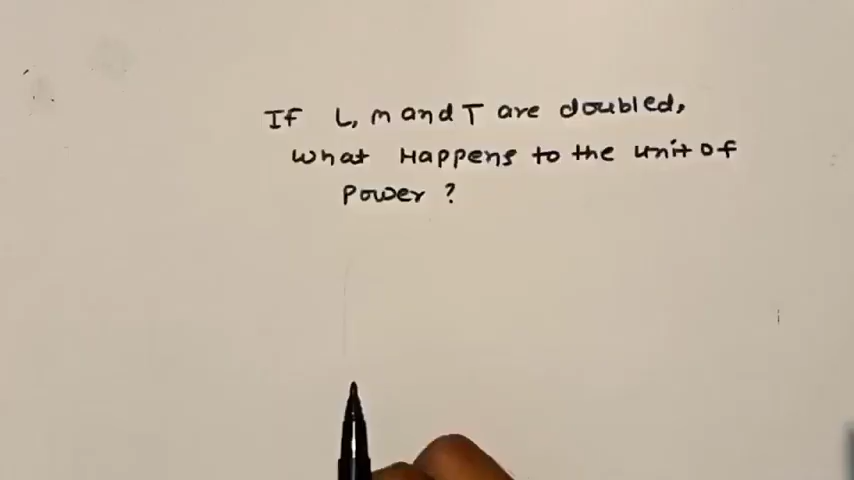 If L, m and T are doubled,
what Happens to the unit of
Power ?